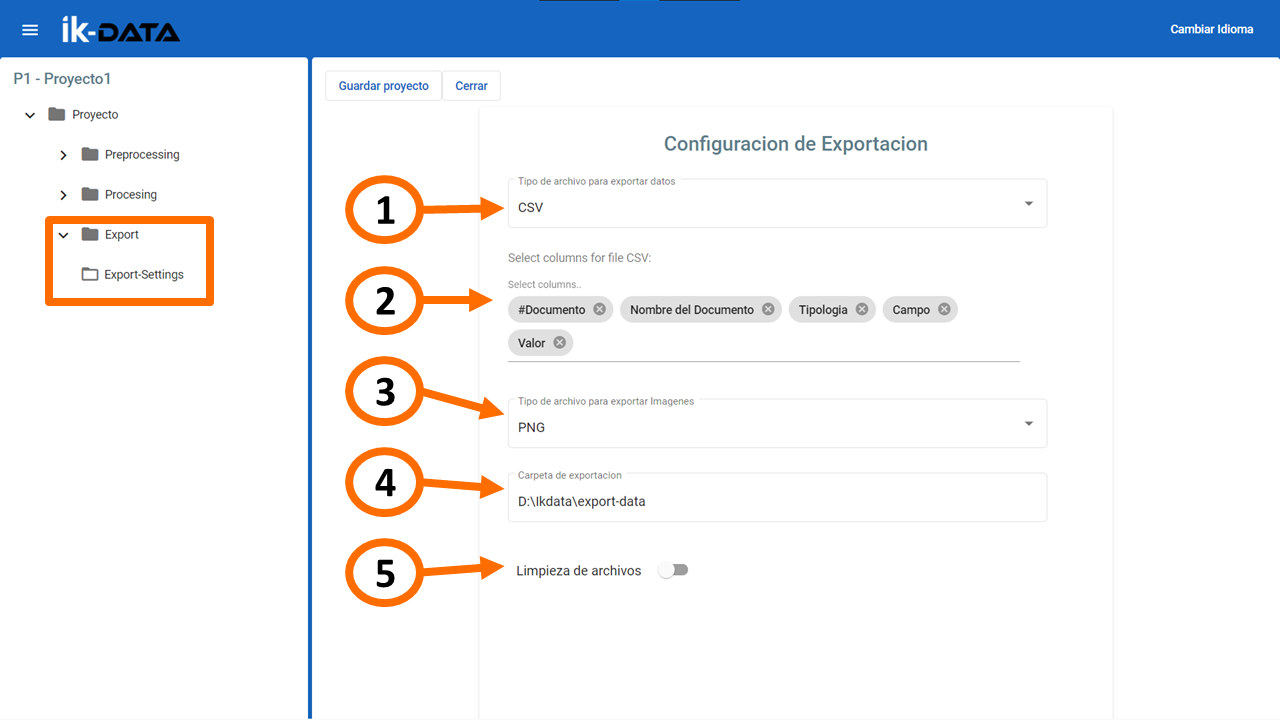 ik-DATA
Cambiar Idioma
P1 - Proyecto1
Proyecto
Preprocessing
Procesing
Export
Export-Settings
Guardar proyecto
Cerrar
Configuracion de Exportacion
1
Tipo de archivo para exportar datos
CSV
Select columns for file CSV:
2
Select columns..
#Documento
Nombre del Documento
Tipologia
Campo
Valor
3
Tipo de archivo para exportar Imagenes
PNG
4
Carpeta de exportacion
D:\Ikdata\export-data
5
Limpieza de archivos